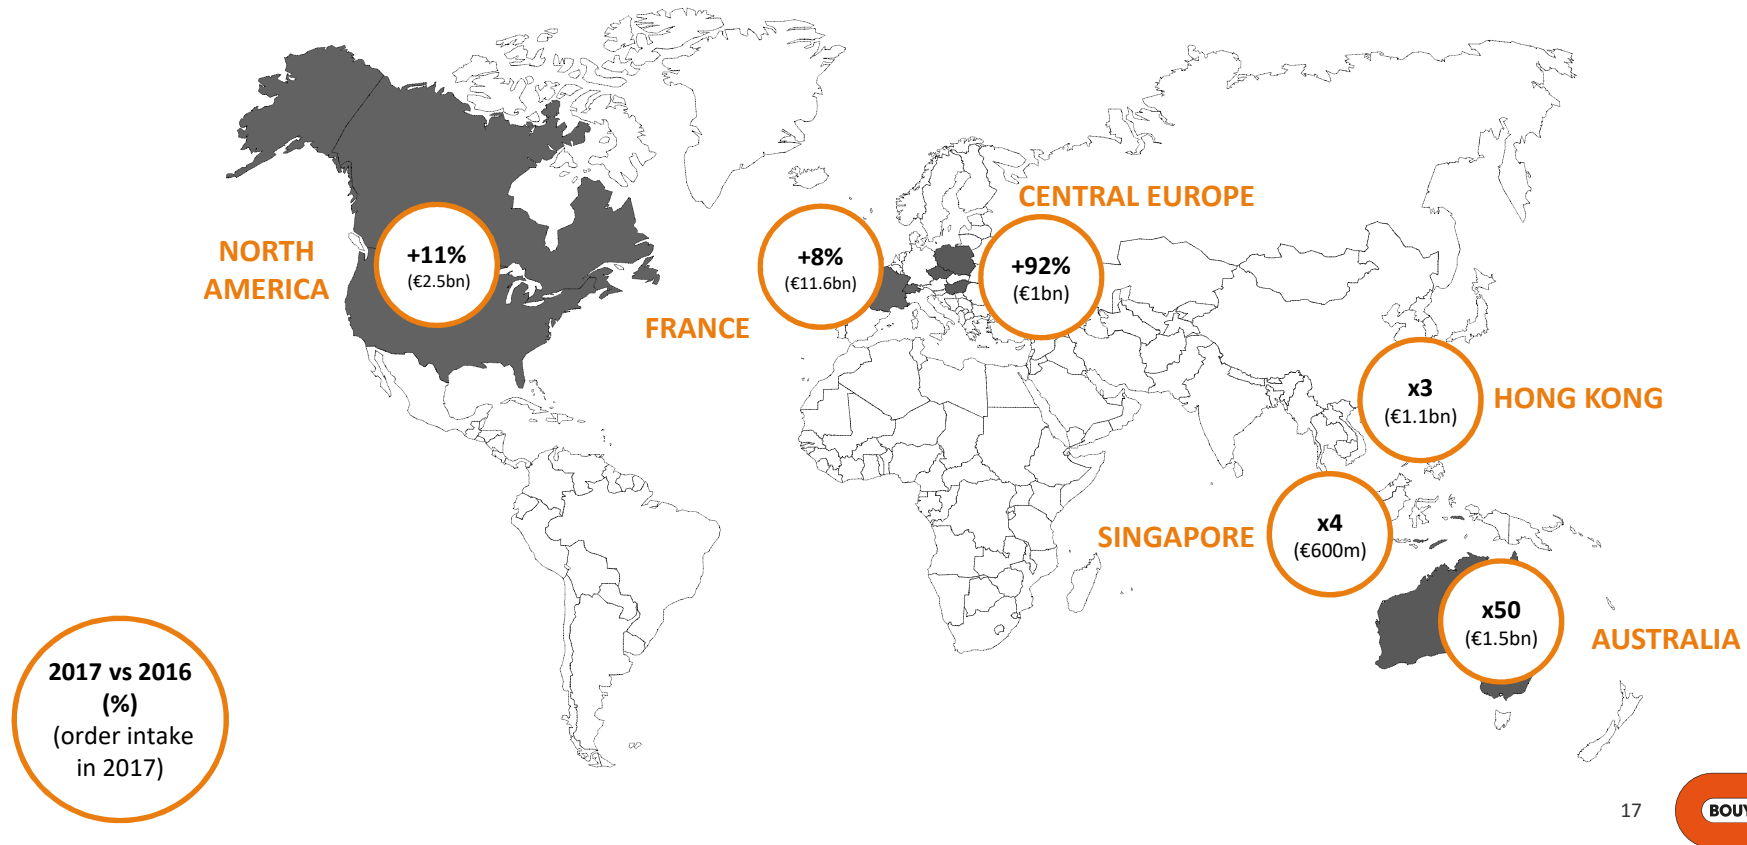 CENTRAL EUROPE
NORTH
AMERICA
+11%
(€2.5bn)
+8%
(€11.6bn)
+92%
(€1bn)
FRANCE
x3
(€1.1bn)
HONG KONG
SINGAPORE
x4
(€600m)
x50
(€1.5bn)
AUSTRALIA
2017 vs 2016
(%)
(order intake
in 2017)
17
BOUY